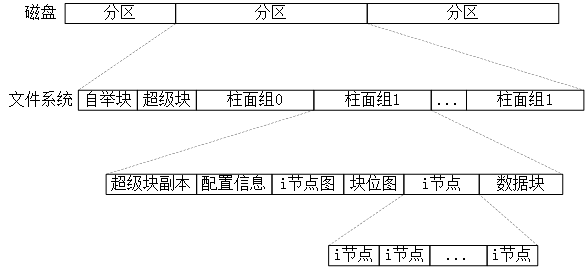 磁盘 分区 分区 分区
文件系统 自举块 超级块 柱面组0 柱面组1 ... 柱面组1
超级块副本 配置信息 i节点图 块位图 i节点 数据块
i节点 i节点 ... i节点